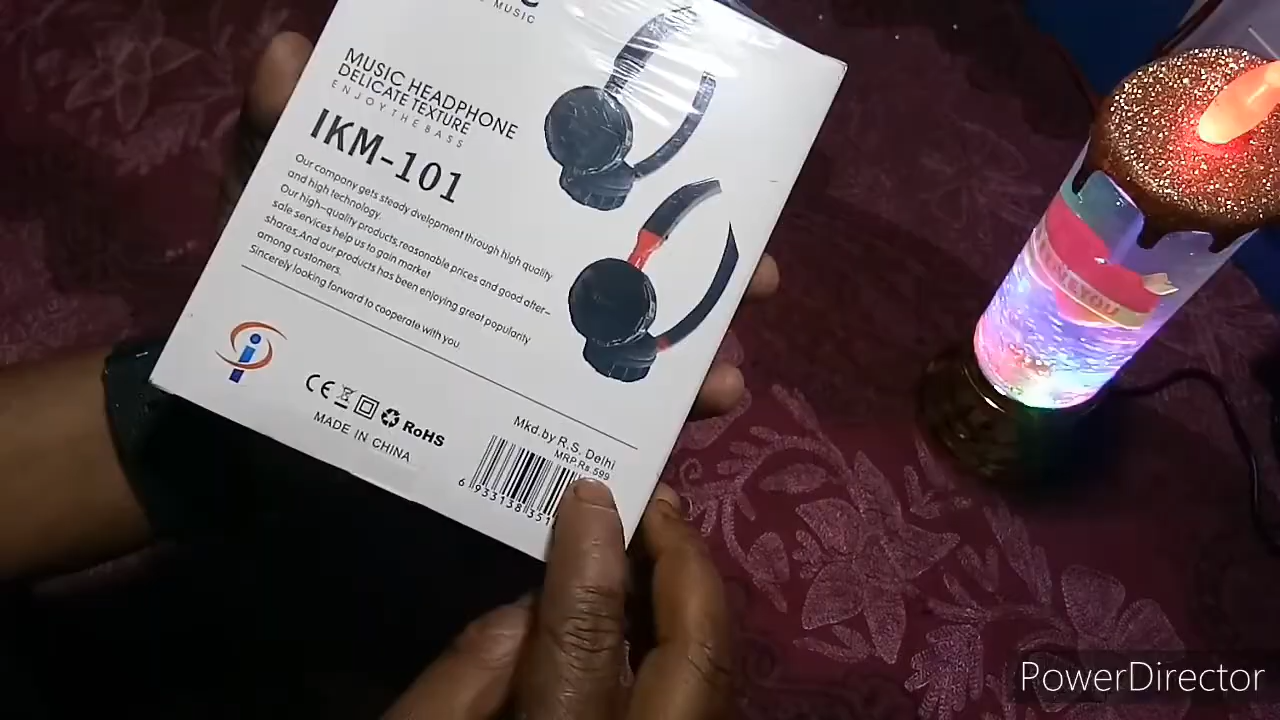 MUSIC
MUSIC HEADPHONE
DELICATE TEXTURE
ENJOY THE BASS
IKM-101
Our company gets steady dvelopment through high quality
and high technology.
Our high-quality products,reasonable prices and good after-
sale services help us to gain market
shares,And our products has been enjoying great popularity
among customers.
Sincerely looking forward to cooperate with you.
CE RoHS
MADE IN CHINA
Mkd.by R.S. Delhi
MRP.Rs.599
6 933138 351
PowerDirector